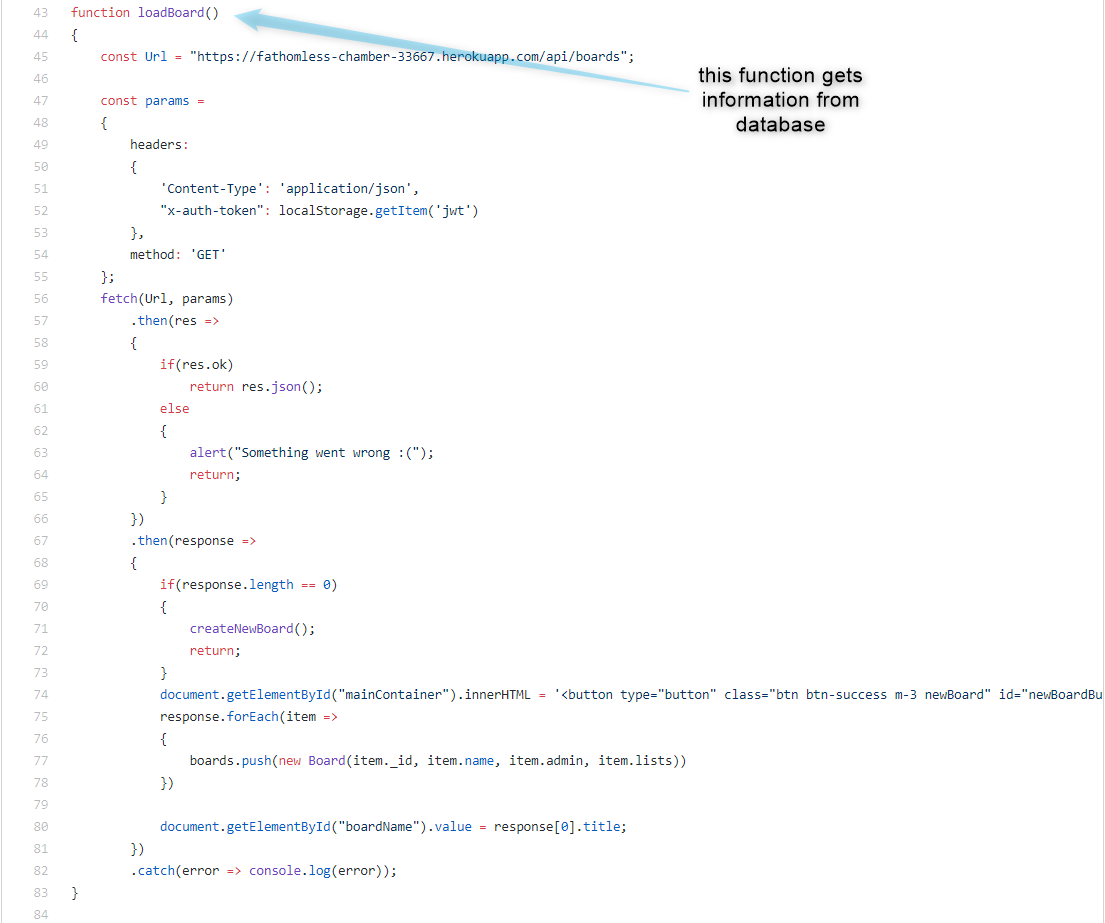 43 function loadBoard()
44 {
45 const Url = "https://fathomless-chamber-33667.herokuapp.com/api/boards";
46
47 const params =
48 {
49 headers:
50 {
51 'Content-Type': 'application/json',
52 "x-auth-token": localStorage.getItem('jwt')
53 },
54 method: 'GET'
55 };
56 fetch(Url, params)
57 .then(res =>
58 {
59 if(res.ok)
60 return res.json();
61 else
62 {
63 alert("Something went wrong :(");
64 return;
65 }
66 })
67 .then(response =>
68 {
69 if(response.length == 0)
70 {
71 createNewBoard();
72 return;
73 }
74 document.getElementById("mainContainer").innerHTML = '<button type="button" class="btn btn-success m-3 newBoard" id="newBoardBu
75 response.forEach(item =>
76 {
77 boards.push(new Board(item._id, item.name, item.admin, item.lists))
78 })
79
80 document.getElementById("boardName").value = response[0].title;
81 })
82 .catch(error => console.log(error));
83 }
84
this function gets
information from
database